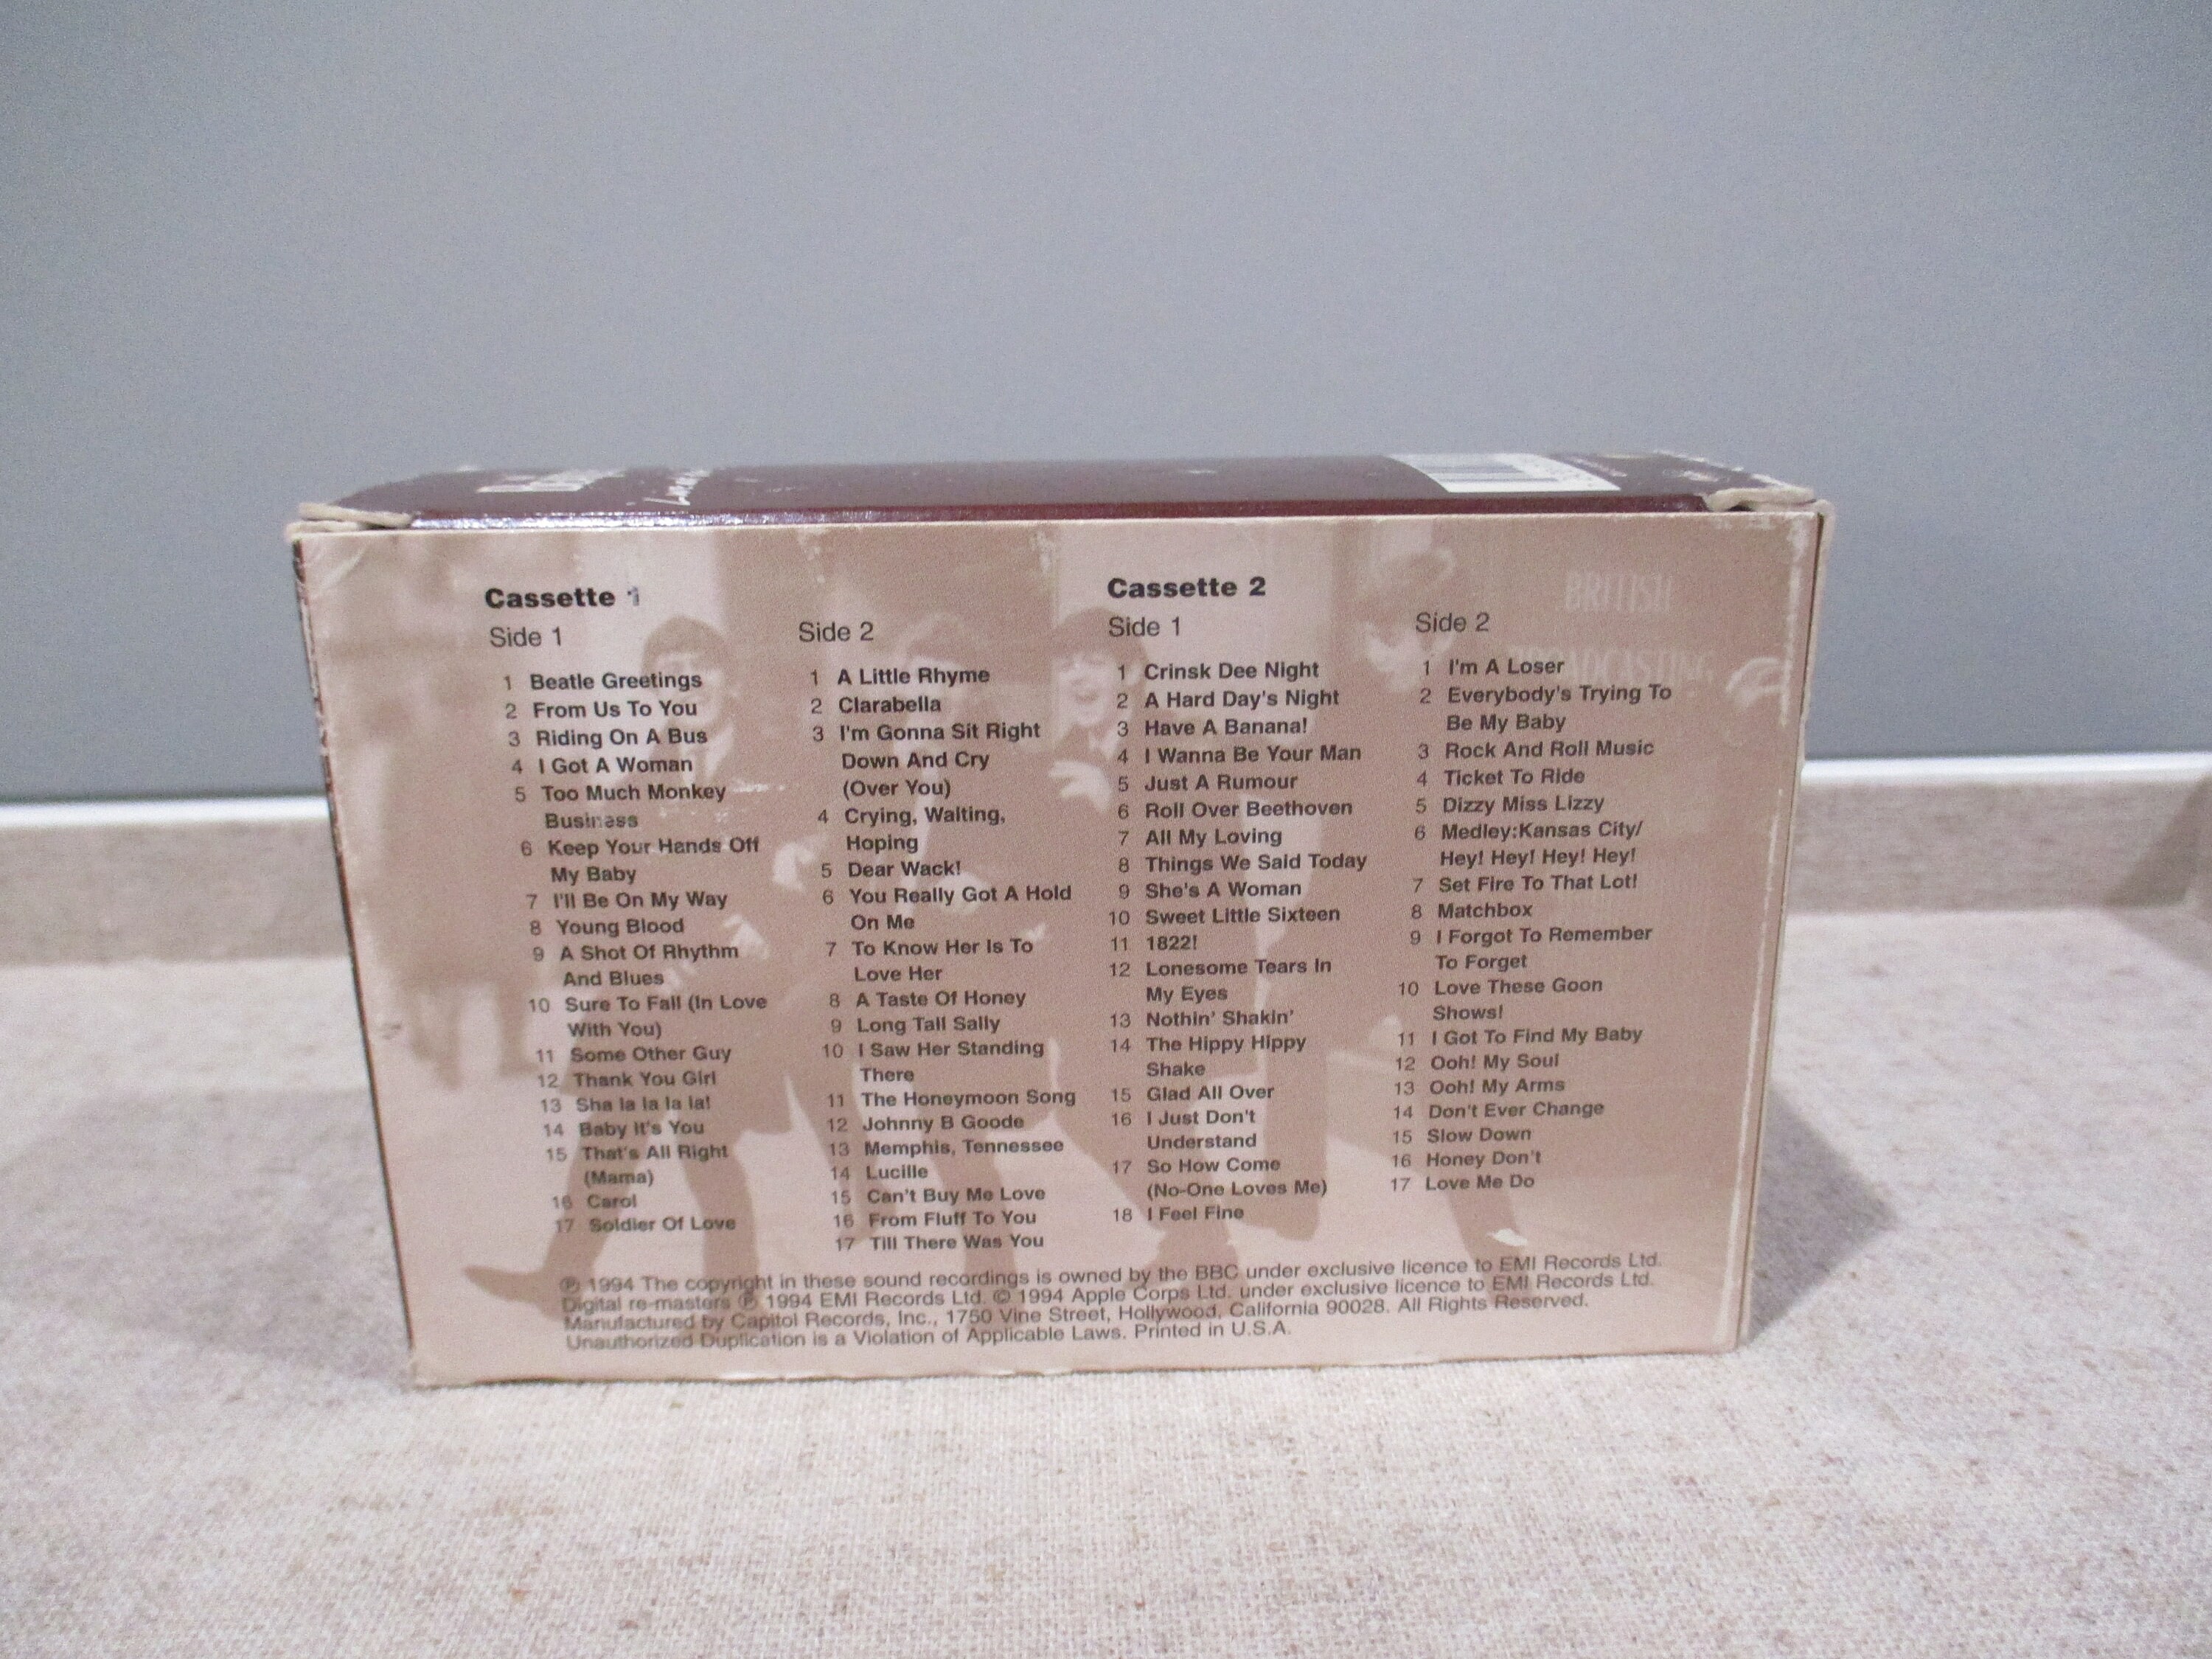 Cassette 1
Side 1
1 Beatle Greetings
2 From Us To You
3 Riding On A Bus
4 I Got A Woman
5 Too Much Monkey
Business
6 Keep Your Hands Off
My Baby
7 I'll Be On My Way
8 Young Blood
9 A Shot Of Rhythm
And Blues
10 Sure To Fall (In Love
With You)
11 Some Other Guy
12 Thank You Girl
13 Sha la la la la!
14 Baby It's You
15 That's All Right
(Mama)
16 Carol
17 Soldier Of Love
Side 2
1 A Little Rhyme
2 Clarabella
3 I'm Gonna Sit Right
Down And Cry
(Over You)
4 Crying, Waiting,
Hoping
5 Dear Wack!
6 You Really Got A Hold
On Me
7 To Know Her Is To
Love Her
8 A Taste Of Honey
9 Long Tall Sally
10 I Saw Her Standing
There
11 The Honeymoon Song
12 Johnny B Goode
13 Memphis, Tennessee
14 Lucille
15 Can't Buy Me Love
16 From Fluff To You
17 Till There Was You
Cassette 2
Side 1
1 Crinsk Dee Night
2 A Hard Day's Night
3 Have A Banana!
4 I Wanna Be Your Man
5 Just A Rumour
6 Roll Over Beethoven
7 All My Loving
8 Things We Said Today
9 She's A Woman
10 Sweet Little Sixteen
11 1822!
12 Lonesome Tears In
My Eyes
13 Nothin' Shakin'
14 The Hippy Hippy
Shake
15 Glad All Over
16 I Just Don't
Understand
17 So How Come
(No-One Loves Me)
18 I Feel Fine
Side 2
1 I'm A Loser
2 Everybody's Trying To
Be My Baby
3 Rock And Roll Music
4 Ticket To Ride
5 Dizzy Miss Lizzy
6 Medley:Kansas City/
Hey! Hey! Hey! Hey!
7 Set Fire To That Lot!
8 Matchbox
9 I Forgot To Remember
To Forget
10 Love These Goon
Shows!
11 I Got To Find My Baby
12 Ooh! My Soul
13 Ooh! My Arms
14 Don't Ever Change
15 Slow Down
16 Honey Don't
17 Love Me Do
BRITISH
℗ 1994 The copyright in these sound recordings is owned by the BBC under exclusive licence to EMI Records Ltd.
Digital re-masters ℗ 1994 EMI Records Ltd. © 1994 Apple Corps Ltd. under exclusive licence to EMI Records Ltd.
Manufactured by Capitol Records, Inc., 1750 Vine Street, Hollywood, California 90028. All Rights Reserved.
Unauthorized Duplication is a Violation of Applicable Laws. Printed in U.S.A.